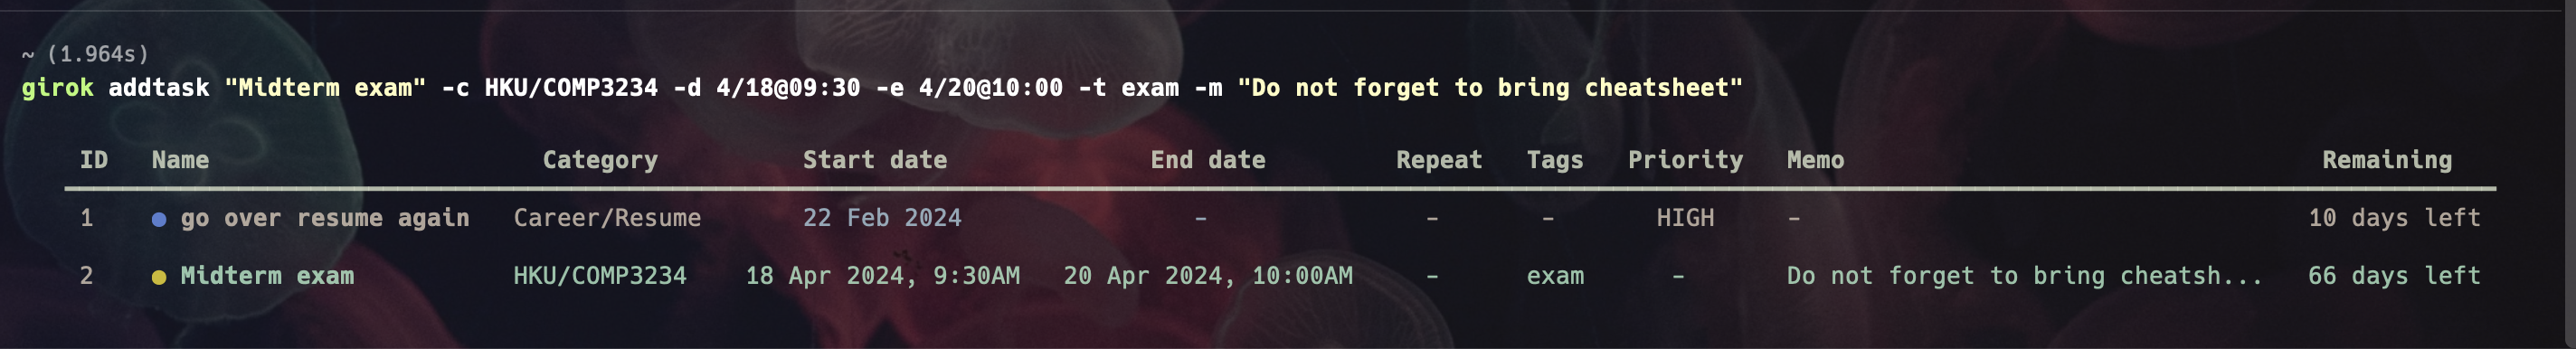 ~ (1.964s)
girok addtask "Midterm exam" -c HKU/COMP3234 -d 4/18@09:30 -e 4/20@10:00 -t exam -m "Do not forget to bring cheatsheet"
ID Name Category Start date End date Repeat Tags Priority Memo Remaining
1 ● go over resume again Career/Resume 22 Feb 2024 - - - HIGH - 10 days left
2 ● Midterm exam HKU/COMP3234 18 Apr 2024, 9:30AM 20 Apr 2024, 10:00AM - exam - Do not forget to bring cheatsh... 66 days left